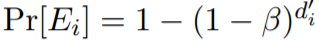 Pr[E_i] = 1 − (1 − β)^{d′_i}